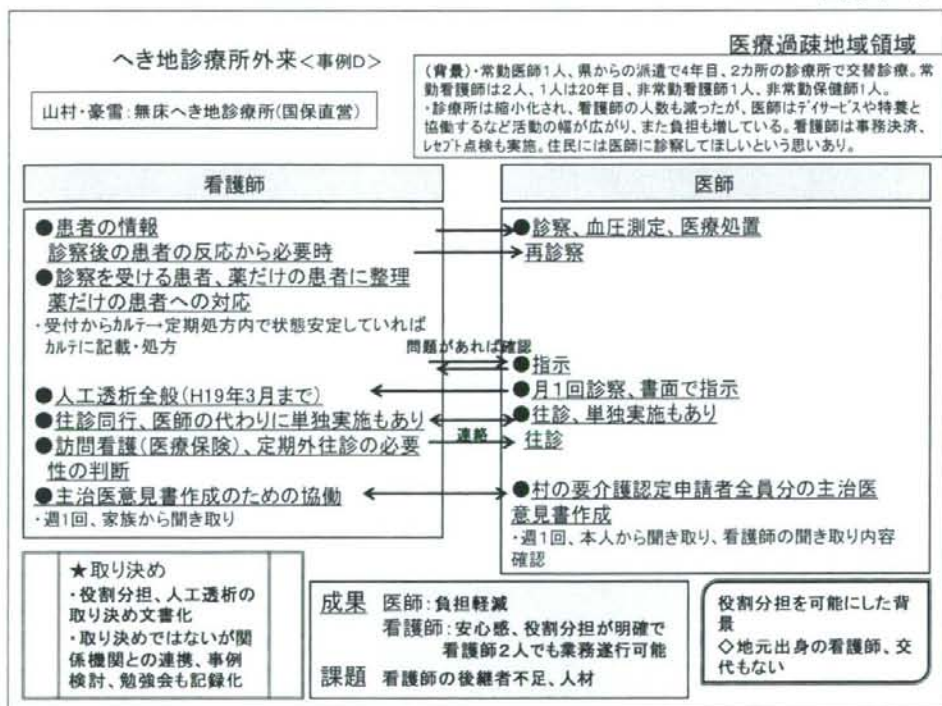 医療過疎地域領域
へき地診療所外来<事例D>
山村・豪雪:無床へき地診療所(国保直営)
(背景)・常勤医師1人、県からの派遣で4年目、2カ所の診療所で交替診療。常
勤看護師は2人、1人は20年目、非常勤看護師1人、非常勤保健師1人。
・診療所は縮小化され、看護師の人数も減ったが、医師はデイサービスや特養と
協働するなど活動の幅が広がり、また負担も増している。看護師は事務決済、
レセプト点検も実施。住民には医師に診察してほしいという思いあり。
看護師
●患者の情報
診察後の患者の反応から必要時
●診察を受ける患者、薬だけの患者に整理
薬だけの患者への対応
・受付からカルテ→定期処方内で状態安定していれば
カルテに記載・処方
問題があれば確認
●人工透析全般(H19年3月まで)
●往診同行、医師の代わりに単独実施もあり
●訪問看護(医療保険)、定期外往診の必要
性の判断
連絡
●主治医意見書作成のための協働
・週1回、家族から聞き取り
医師
●診察、血圧測定、医療処置
再診察
●指示
●月1回診察、書面で指示
●往診、単独実施もあり
往診
●村の要介護認定申請者全員分の主治医
意見書作成
・週1回、本人から聞き取り、看護師の聞き取り内容
確認
★取り決め
・役割分担、人工透析の
取り決め文書化
・取り決めではないが関
係機関との連携、事例
検討、勉強会も記録化
成果 医師:負担軽減
看護師:安心感、役割分担が明確で
看護師2人でも業務遂行可能
課題 看護師の後継者不足、人材
役割分担を可能にした背
景
◇地元出身の看護師、交
代もない